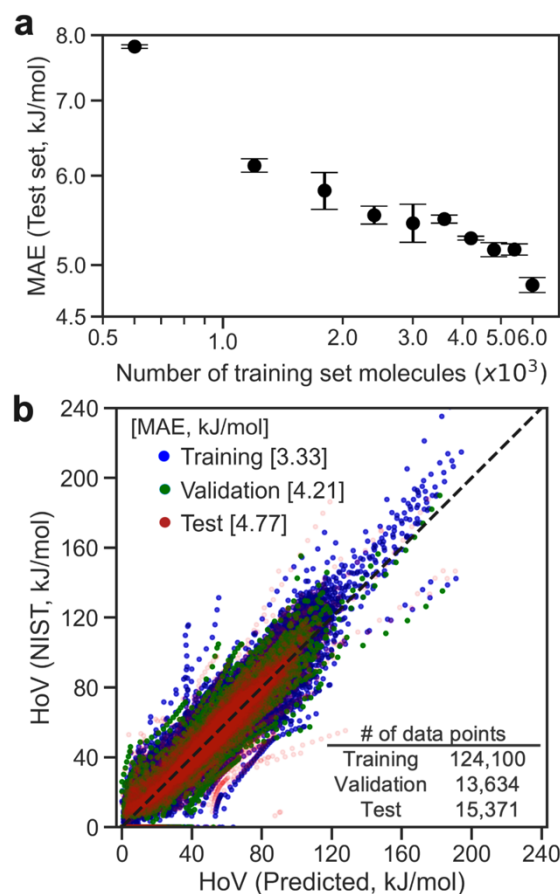 a
8.0
7.0
6.0
5.0
4.5
MAE (Test set, kJ/mol)
0.5
1.0
2.0
3.0
4.0
5.0
6.0
Number of training set molecules (x10³)
b
[MAE, kJ/mol]
Training [3.33]
Validation [4.21]
Test [4.77]
240
200
160
120
80
40
0
HoV (NIST, kJ/mol)
# of data points
Training 124,100
Validation 13,634
Test 15,371
0 40 80 120 160 200 240
HoV (Predicted, kJ/mol)